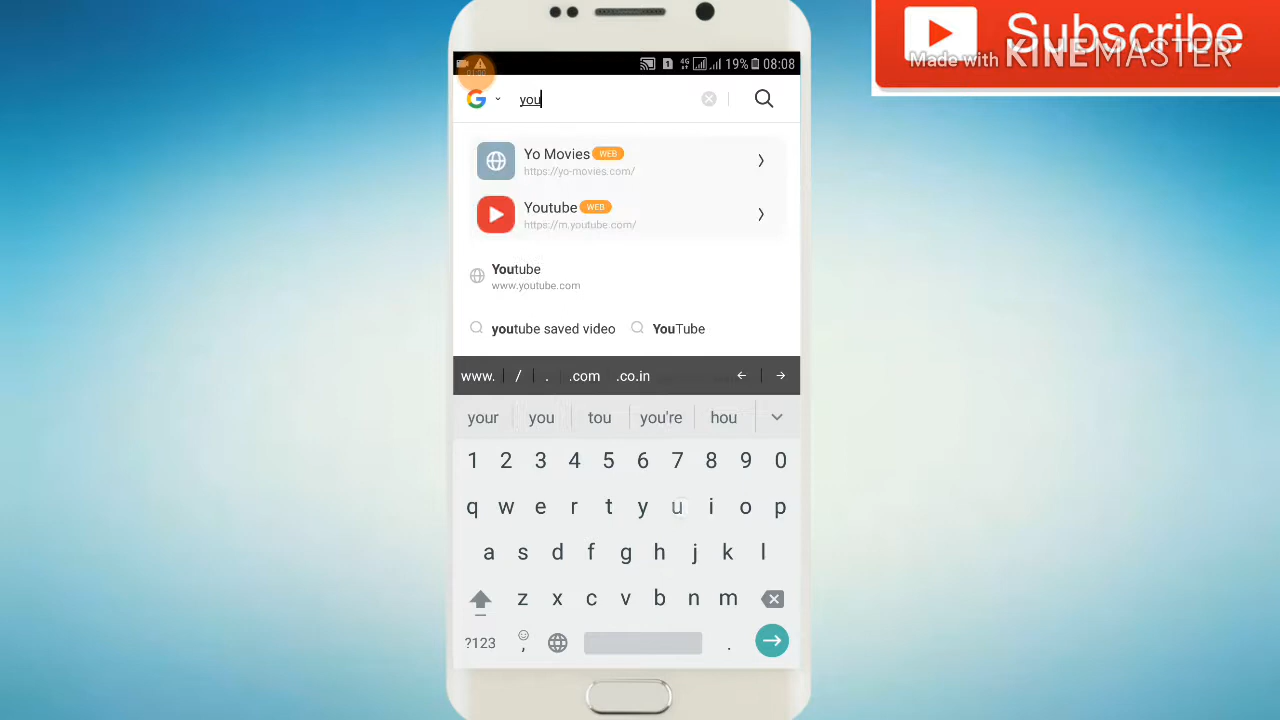 Subscribe
Made with KINEMASTER
19% 08:08
you
Yo Movies WEB
https://yo-movies.com/
Youtube WEB
https://m.youtube.com/
Youtube
www.youtube.com
youtube saved video YouTube
www. / . .com .co.in
your you tou you're hou
1 2 3 4 5 6 7 8 9 0
q w e r t y u i o p
a s d f g h j k l
z x c v b n m
?123 , .